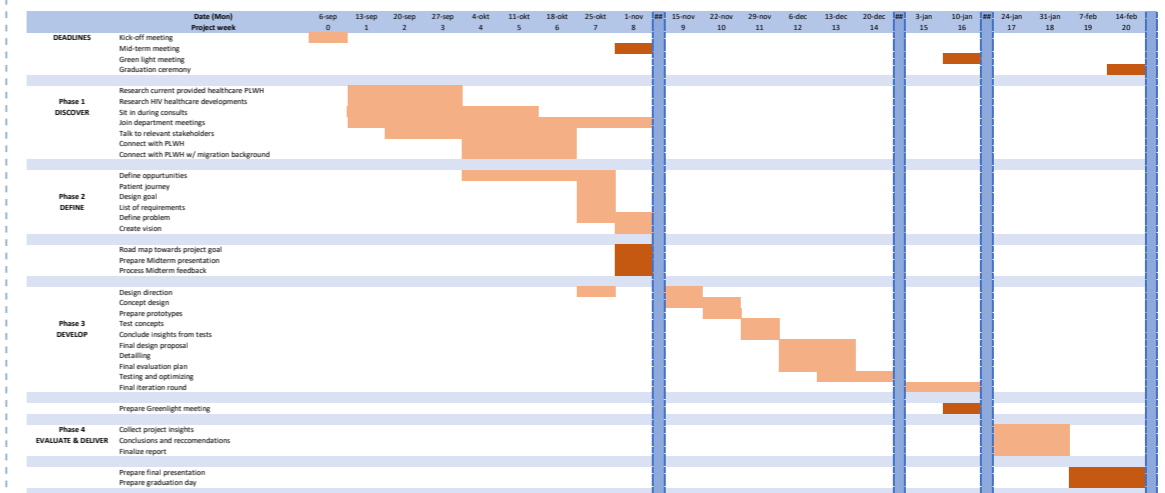 Date (Mon) 6-sep 13-sep 20-sep 27-sep 4-okt 11-okt 18-okt 25-okt 1-nov ## 15-nov 22-nov 29-nov 6-dec 13-dec 20-dec ## 3-jan 10-jan ## 24-jan 31-jan 7-feb 14-feb
Project week 0 1 2 3 4 5 6 7 8 9 10 11 12 13 14 15 16 17 18 19 20
DEADLINES Kick-off meeting
Mid-term meeting
Green light meeting
Graduation ceremony
Research current provided healthcare PLWH
Phase 1 Research HIV healthcare developments
DISCOVER Sit in during consults
Join department meetings
Talk to relevant stakeholders
Connect with PLWH
Connect with PLWH w/ migration background
Define oppurtunities
Patient journey
Phase 2 Design goal
DEFINE List of requirements
Define problem
Create vision
Road map towards project goal
Prepare Midterm presentation
Process Midterm feedback
Design direction
Concept design
Prepare prototypes
Phase 3 Test concepts
DEVELOP Conclude insights from tests
Final design proposal
Detailling
Final evaluation plan
Testing and optimizing
Final iteration round
Prepare Greenlight meeting
Phase 4 Collect project insights
EVALUATE & DELIVER Conclusions and reccomendations
Finalize report
Prepare final presentation
Prepare graduation day